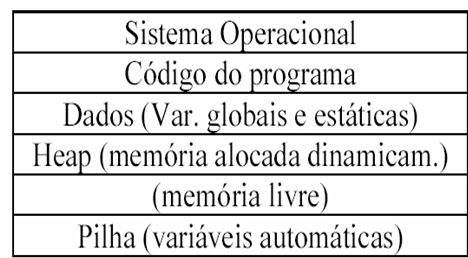 Sistema Operacional
Código do programa
Dados (Var. globais e estáticas)
Heap (memória alocada dinamicam.)
(memória livre)
Pilha (variáveis automáticas)